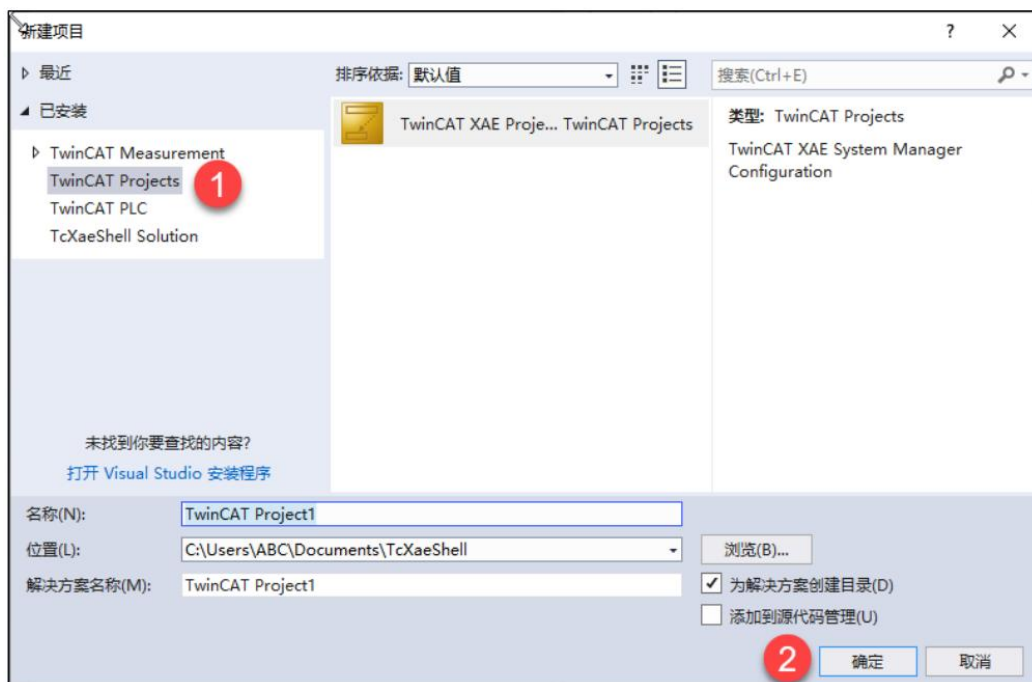 新建项目
?
最近
已安装
TwinCAT Measurement
TwinCAT Projects
1
TwinCAT PLC
TcXaeShell Solution
未找到你要查找的内容?
打开 Visual Studio 安装程序
排序依据: 默认值
TwinCAT XAE Proje... TwinCAT Projects
搜索(Ctrl+E)
类型: TwinCAT Projects
TwinCAT XAE System Manager
Configuration
名称(N): TwinCAT Project1
位置(L): C:\Users\ABC\Documents\TcXaeShell
浏览(B)...
解决方案名称(M): TwinCAT Project1
为解决方案创建目录(D)
添加到源代码管理(U)
2
确定
取消